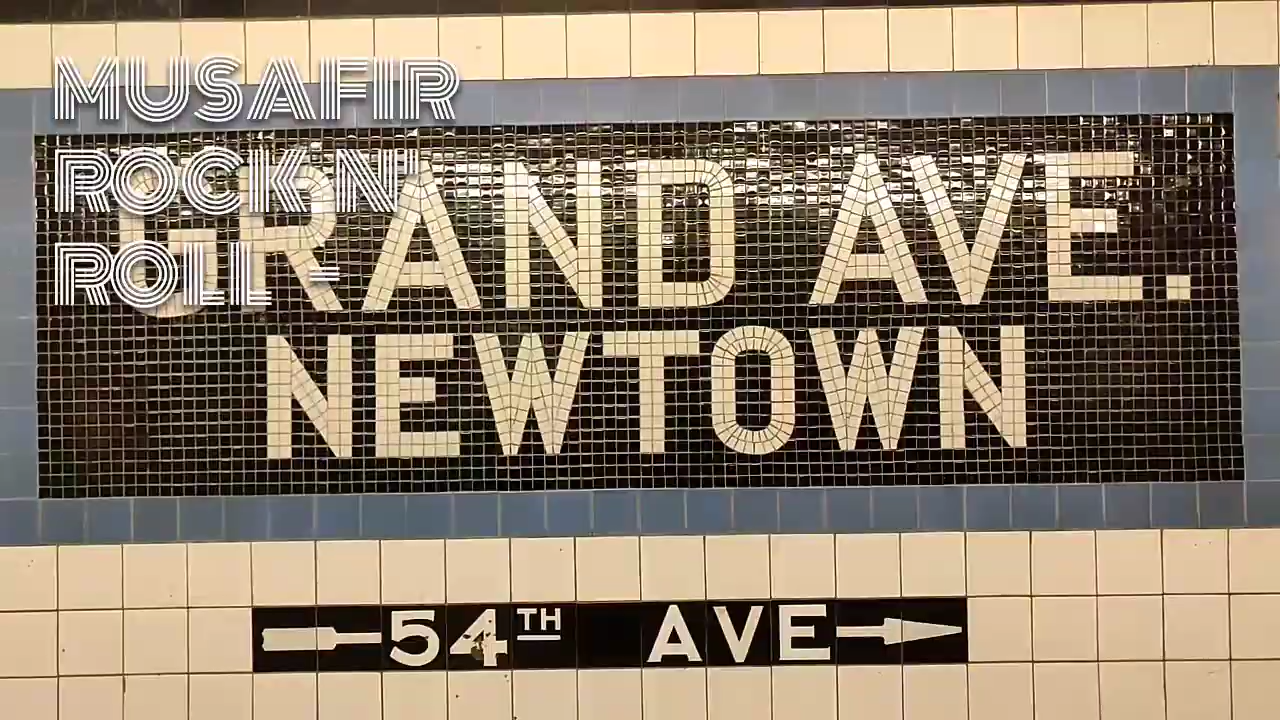 MUSAFIR
ROCK N'
ROLL -
GRAND AVE.
NEWTOWN
54TH AVE